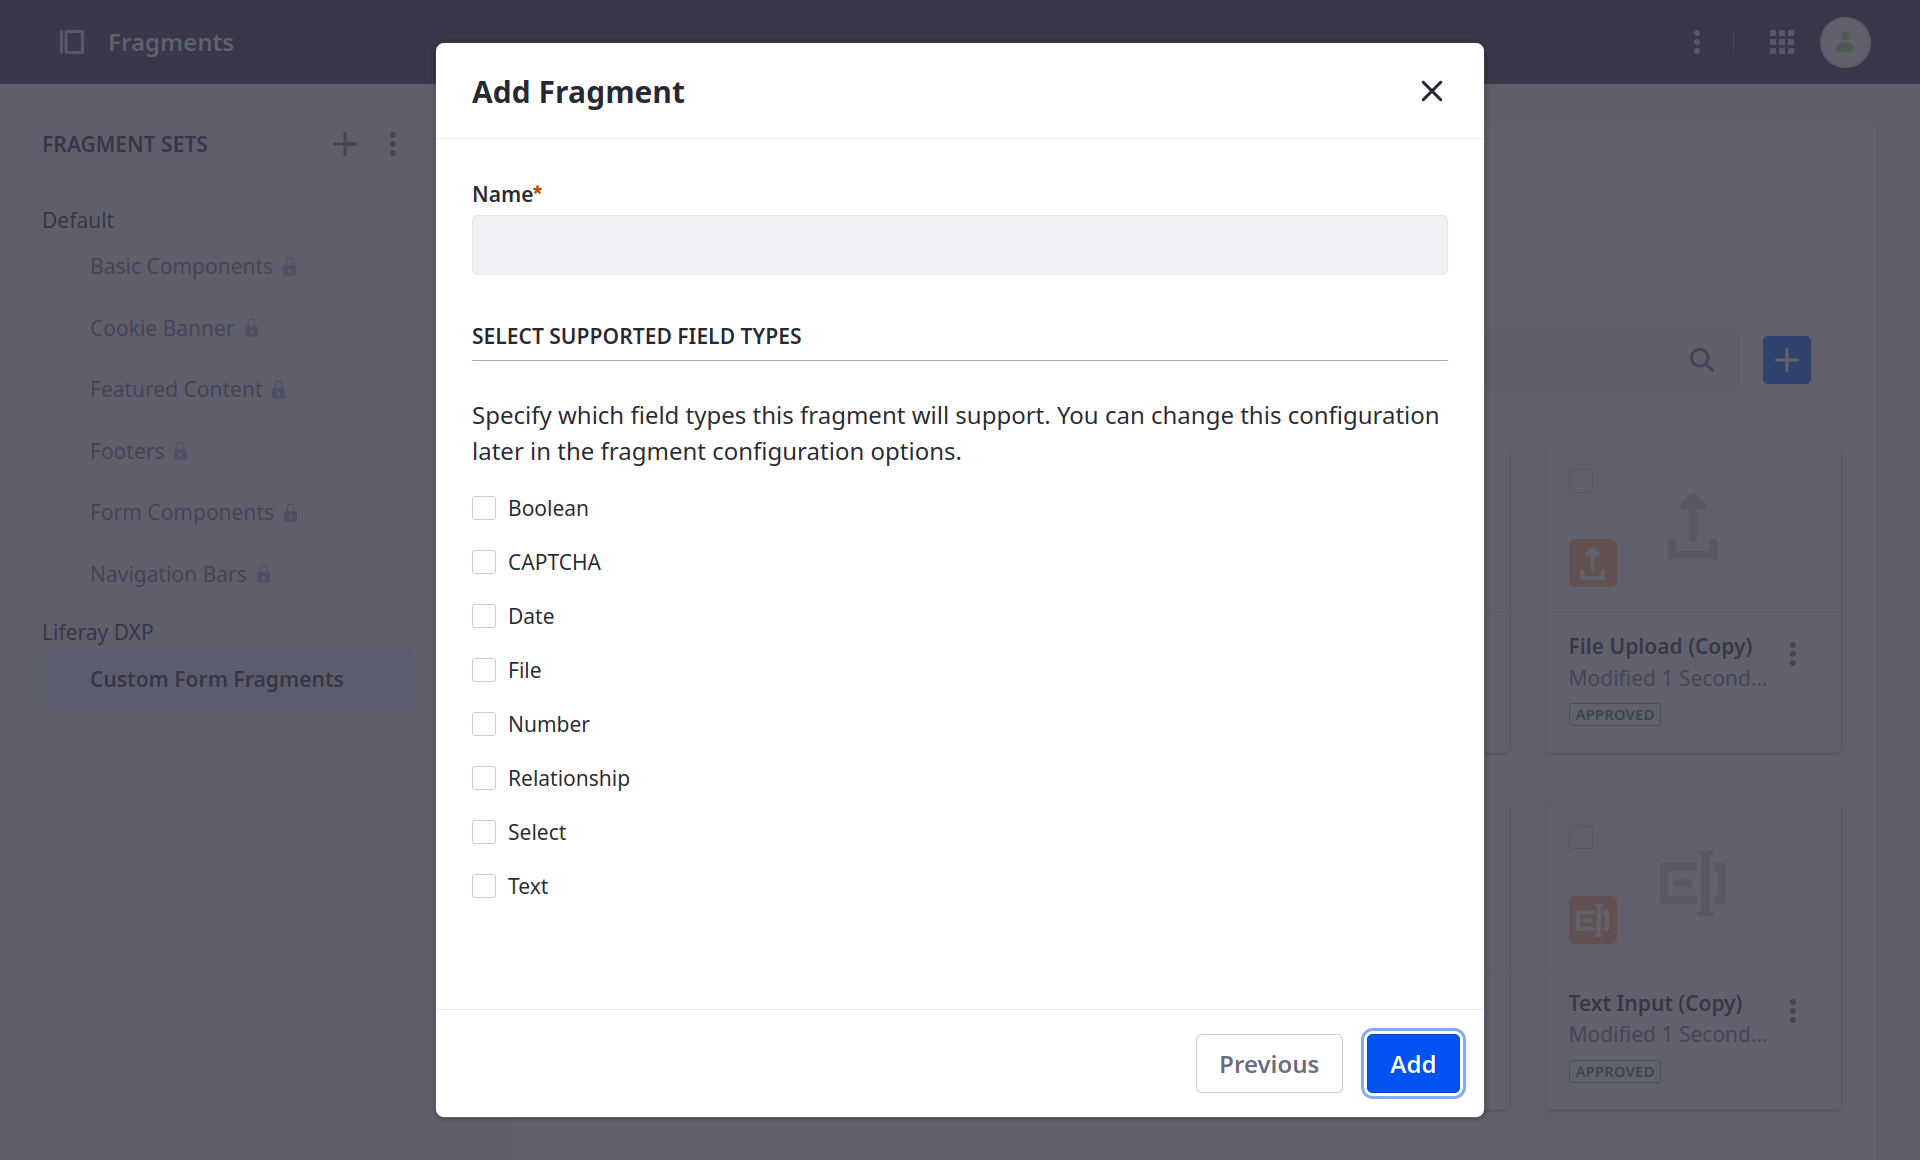 Fragments
FRAGMENT SETS
Default
Basic Components
Cookie Banner
Featured Content
Footers
Form Components
Navigation Bars
Liferay DXP
Custom Form Fragments
Add Fragment
Name*
SELECT SUPPORTED FIELD TYPES
Specify which field types this fragment will support. You can change this configuration
later in the fragment configuration options.
Boolean
CAPTCHA
Date
File
Number
Relationship
Select
Text
Previous
Add
File Upload (Copy)
Modified 1 Second...
APPROVED
Text Input (Copy)
Modified 1 Second...
APPROVED